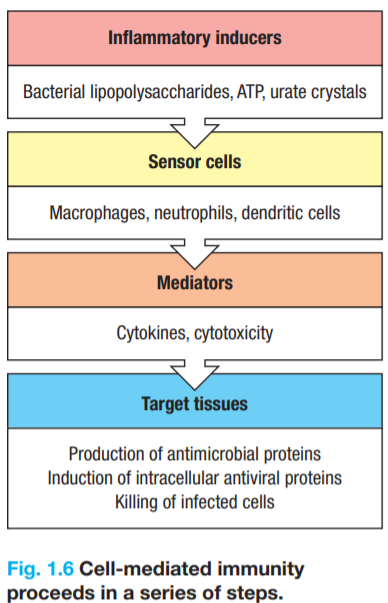 Inflammatory inducers
Bacterial lipopolysaccharides, ATP, urate crystals
Sensor cells
Macrophages, neutrophils, dendritic cells
Mediators
Cytokines, cytotoxicity
Target tissues
Production of antimicrobial proteins
Induction of intracellular antiviral proteins
Killing of infected cells
Fig. 1.6 Cell-mediated immunity
proceeds in a series of steps.